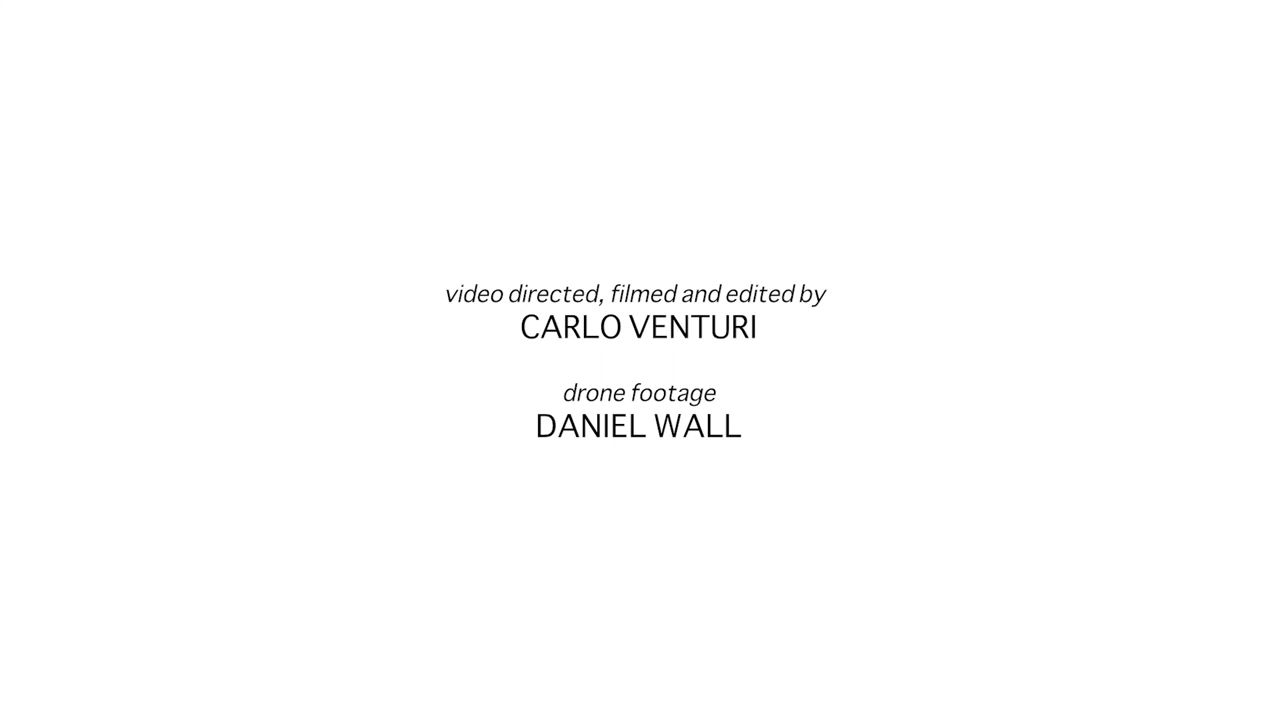 video directed, filmed and edited by
CARLO VENTURI
drone footage
DANIEL WALL